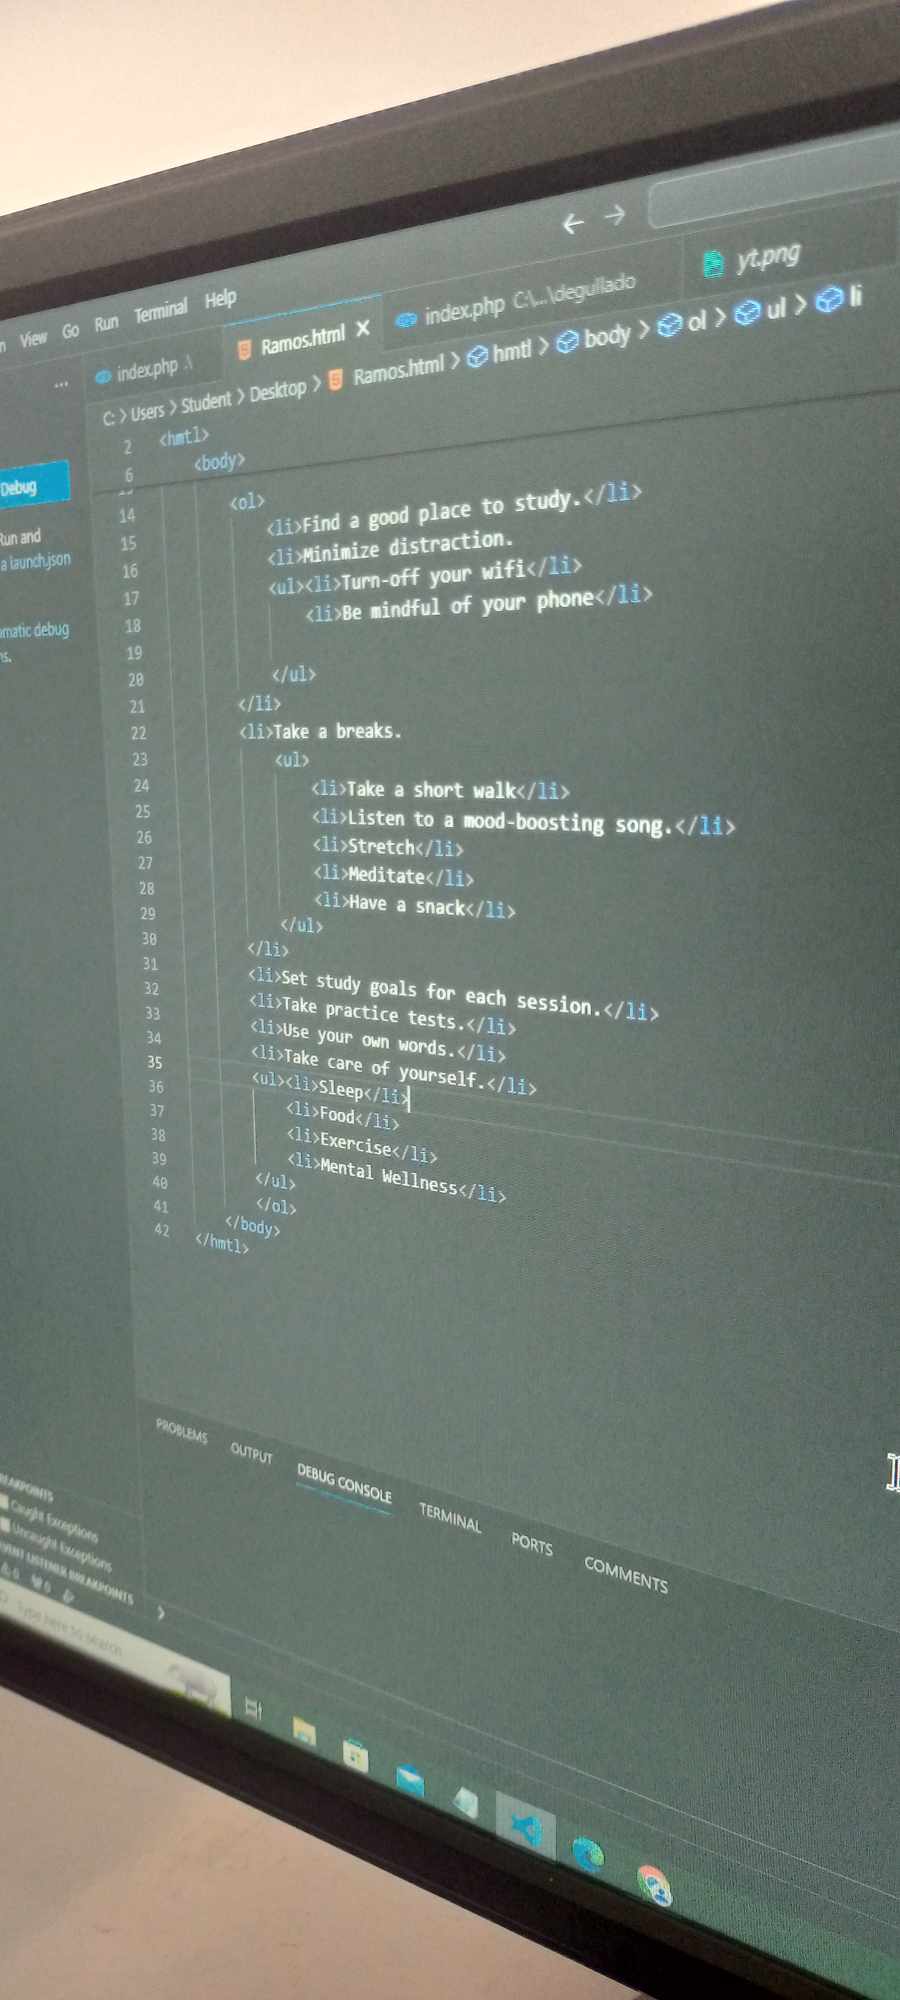 View Go Run Terminal Help
index.php .\ Ramos.html index.php C:\...\degullado yt.png
C: > Users > Student > Desktop > Ramos.html > hmtl > body > ol > ul > li
2 <hmtl>
6 <body>
14 <ol>
15 <li>Find a good place to study.</li>
16 <li>Minimize distraction.
17 <ul><li>Turn-off your wifi</li>
18 <li>Be mindful of your phone</li>
19
20 </ul>
21 </li>
22 <li>Take a breaks.
23 <ul>
24 <li>Take a short walk</li>
25 <li>Listen to a mood-boosting song.</li>
26 <li>Stretch</li>
27 <li>Meditate</li>
28 <li>Have a snack</li>
29 </ul>
30 </li>
31 <li>Set study goals for each session.</li>
32 <li>Take practice tests.</li>
33 <li>Use your own words.</li>
34 <li>Take care of yourself.</li>
35 <ul><li>Sleep</li>
36 <li>Food</li>
37 <li>Exercise</li>
38 <li>Mental Wellness</li>
39 </ul>
40 </ol>
41 </body>
42 </hmtl>
Debug
Run and
a launch.json
omatic debug
ns.
PROBLEMS OUTPUT DEBUG CONSOLE TERMINAL PORTS COMMENTS
BREAKPOINTS
Caught Exceptions
Uncaught Exceptions
EVENT LISTENER BREAKPOINTS
Type here to search